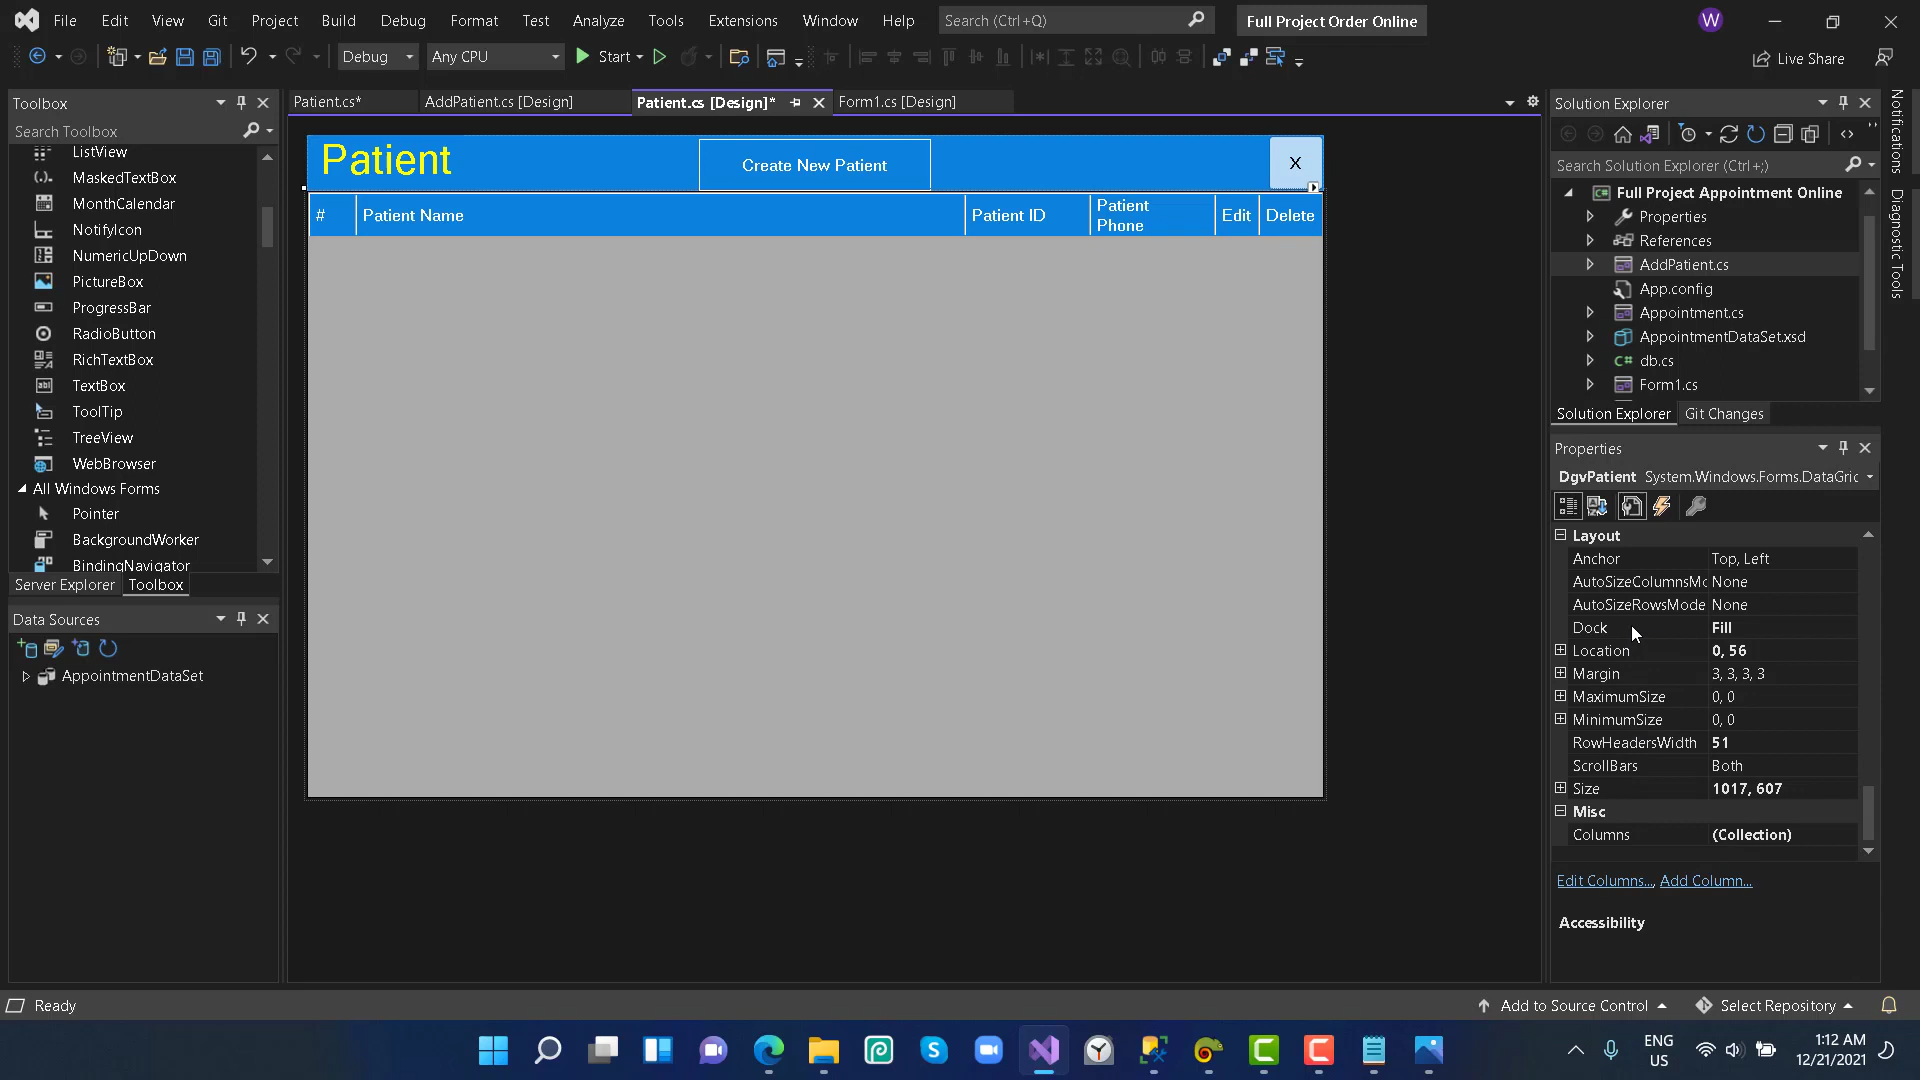 File Edit View Git Project Build Debug Format Test Analyze Tools Extensions Window Help Search (Ctrl+Q) Full Project Order Online W
Debug Any CPU Start Live Share
Toolbox
Search Toolbox
ListView
MaskedTextBox
MonthCalendar
NotifyIcon
NumericUpDown
PictureBox
ProgressBar
RadioButton
RichTextBox
TextBox
ToolTip
TreeView
WebBrowser
All Windows Forms
Pointer
BackgroundWorker
BindingNavigator
Server Explorer Toolbox
Data Sources
AppointmentDataSet
Patient.cs* AddPatient.cs [Design] Patient.cs [Design]* Form1.cs [Design]
Patient Create New Patient X
# Patient Name Patient ID Patient Phone Edit Delete
Solution Explorer
Search Solution Explorer (Ctrl+;)
Full Project Appointment Online
Properties
References
AddPatient.cs
App.config
Appointment.cs
AppointmentDataSet.xsd
db.cs
Form1.cs
Solution Explorer Git Changes
Properties
DgvPatient System.Windows.Forms.DataGric
Layout
Anchor Top, Left
AutoSizeColumnsMc None
AutoSizeRowsMode None
Dock Fill
Location 0, 56
Margin 3, 3, 3, 3
MaximumSize 0, 0
MinimumSize 0, 0
RowHeadersWidth 51
ScrollBars Both
Size 1017, 607
Misc
Columns (Collection)
Edit Columns..., Add Column...
Accessibility
Notifications
Diagnostic Tools
Ready Add to Source Control Select Repository
ENG
US
1:12 AM
12/21/2021